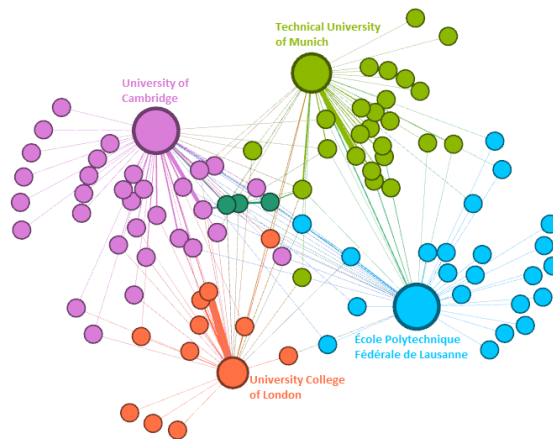 Technical University
of Munich
University of
Cambridge
École Polytechnique
Fédérale de Lausanne
University College
of London